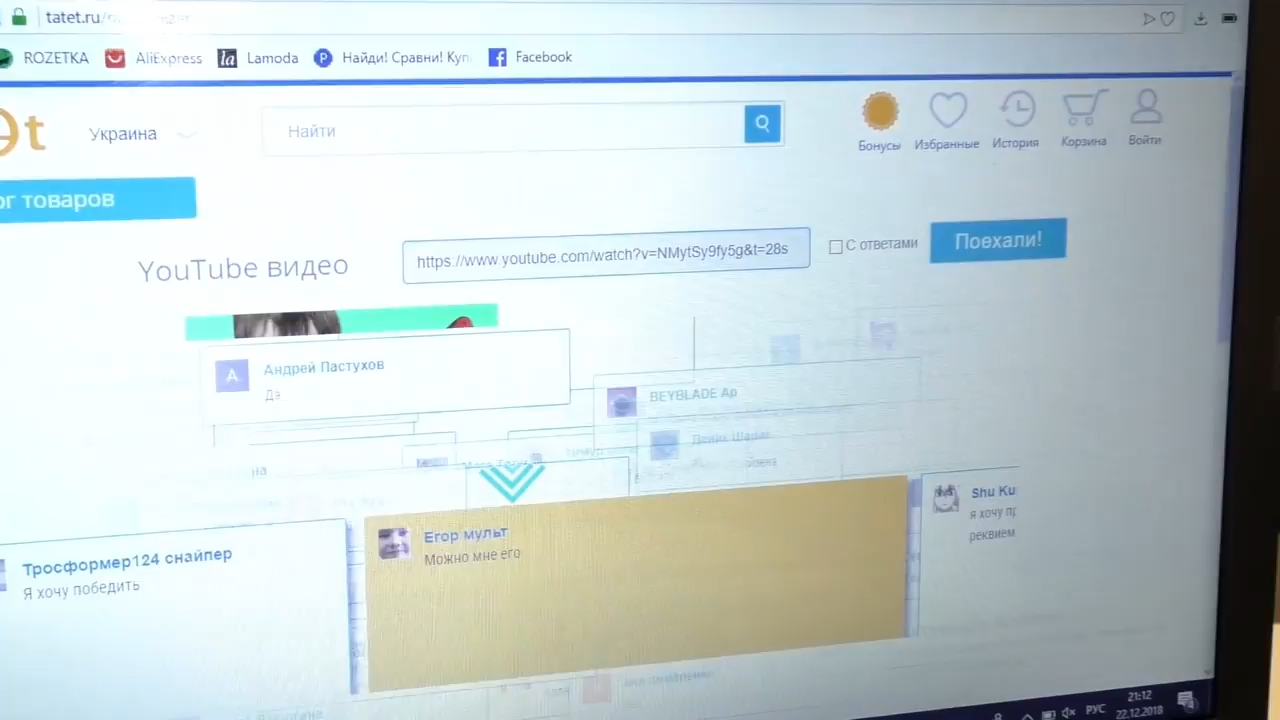 tatet.ru/
ROZETKA
AliExpress
Lamoda
Найди! Сравни! Куп
Facebook
Украина
Найти
Бонусы
Избранные
История
Корзина
Войти
ог товаров
YouTube видео
https://www.youtube.com/watch?v=NMytSy9fy5g&t=28s
С ответами
Поехали!
А
Андрей Пастухов
Да
BEYBLADE Ap
на
Shu Ku
я хочу пр
реквием
Егор мульт
Можно мне его
Тросформер124 снайпер
Я хочу победить
РУС
21:12
22.12.2018